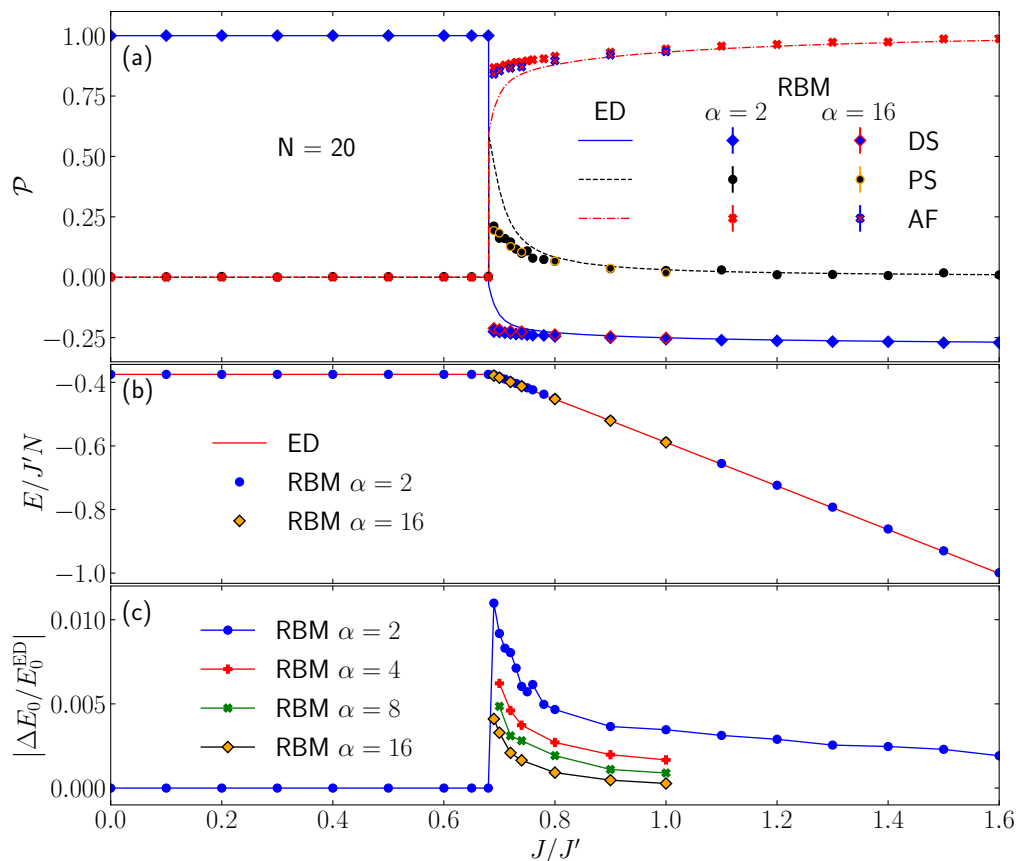 (a)
1.00
0.75
0.50
0.25
0.00
−0.25
𝒫
N = 20
RBM
ED α = 2 α = 16
DS
PS
AF
(b)
−0.4
−0.6
−0.8
−1.0
E/J′N
ED
RBM α = 2
RBM α = 16
(c)
0.010
0.005
0.000
|ΔE₀/E₀ᴱᴰ|
RBM α = 2
RBM α = 4
RBM α = 8
RBM α = 16
0.0 0.2 0.4 0.6 0.8 1.0 1.2 1.4 1.6
J/J′